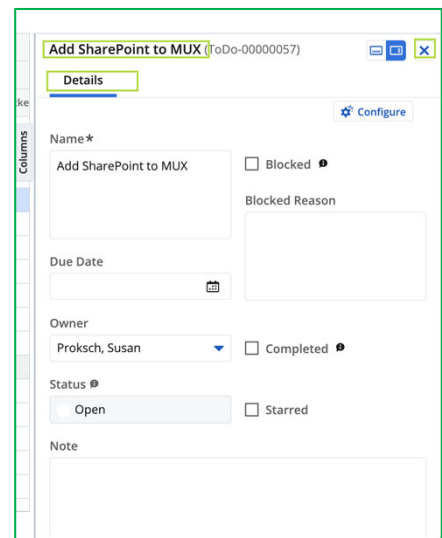 Add SharePoint to MUX (ToDo-00000057)
Details
cke
Configure
Columns
Name*
Add SharePoint to MUX
Blocked
Blocked Reason
Due Date
Owner
Proksch, Susan
Completed
Status
Open
Starred
Note